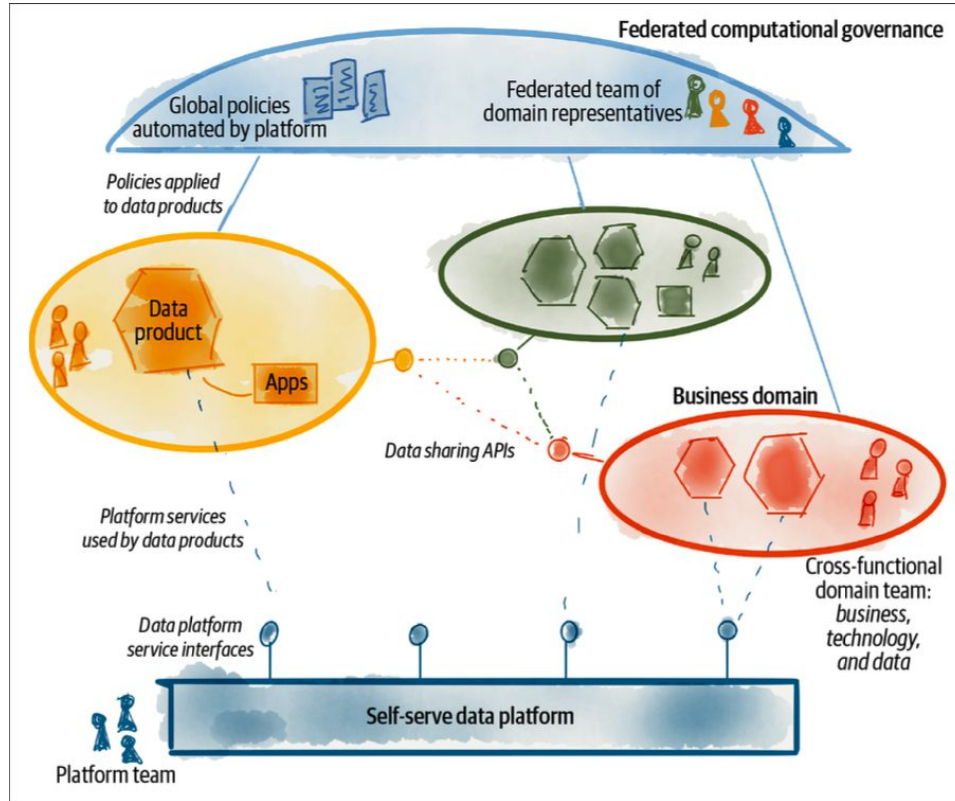 Federated computational governance
Global policies
automated by platform
Federated team of
domain representatives
Policies applied
to data products
Data
product
Apps
Business domain
Data sharing APIs
Platform services
used by data products
Cross-functional
domain team:
business,
technology,
and data
Data platform
service interfaces
Self-serve data platform
Platform team